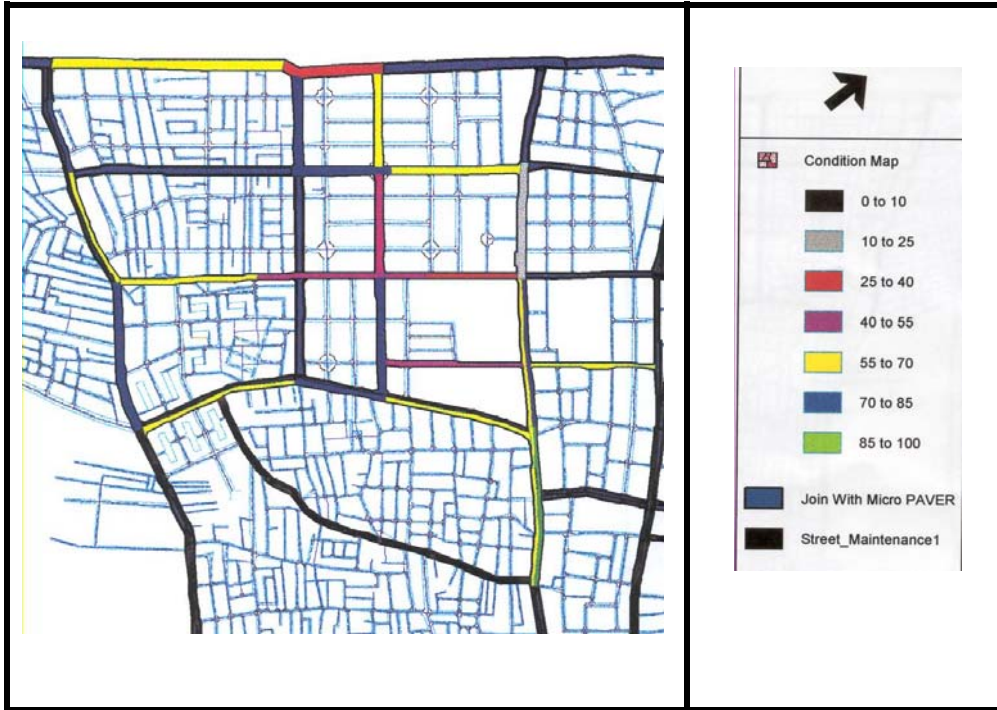 Condition Map
0 to 10
10 to 25
25 to 40
40 to 55
55 to 70
70 to 85
85 to 100
Join With Micro PAVER
Street_Maintenance1